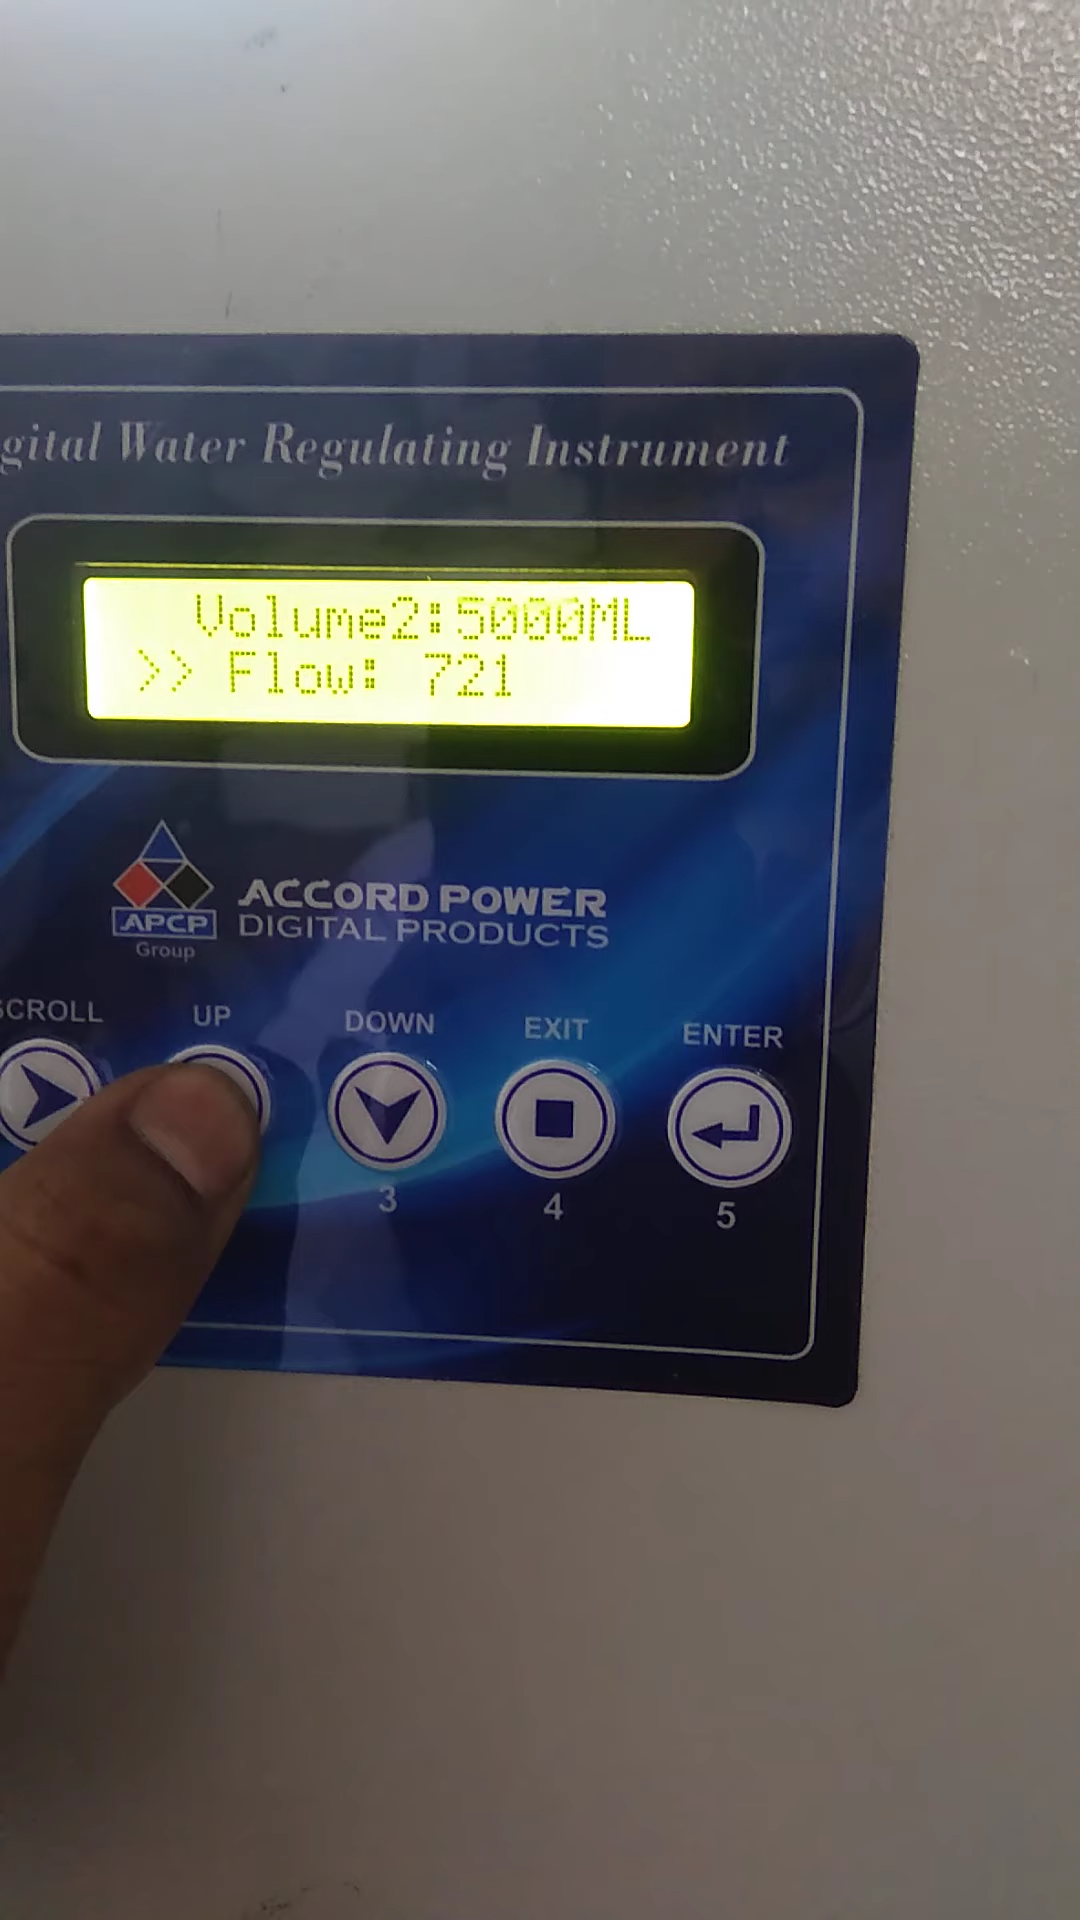 gital Water Regulating Instrument
Volume2:5000ML
>> Flow: 721
APCP
Group
ACCORD POWER
DIGITAL PRODUCTS
SCROLL UP DOWN EXIT ENTER
3 4 5